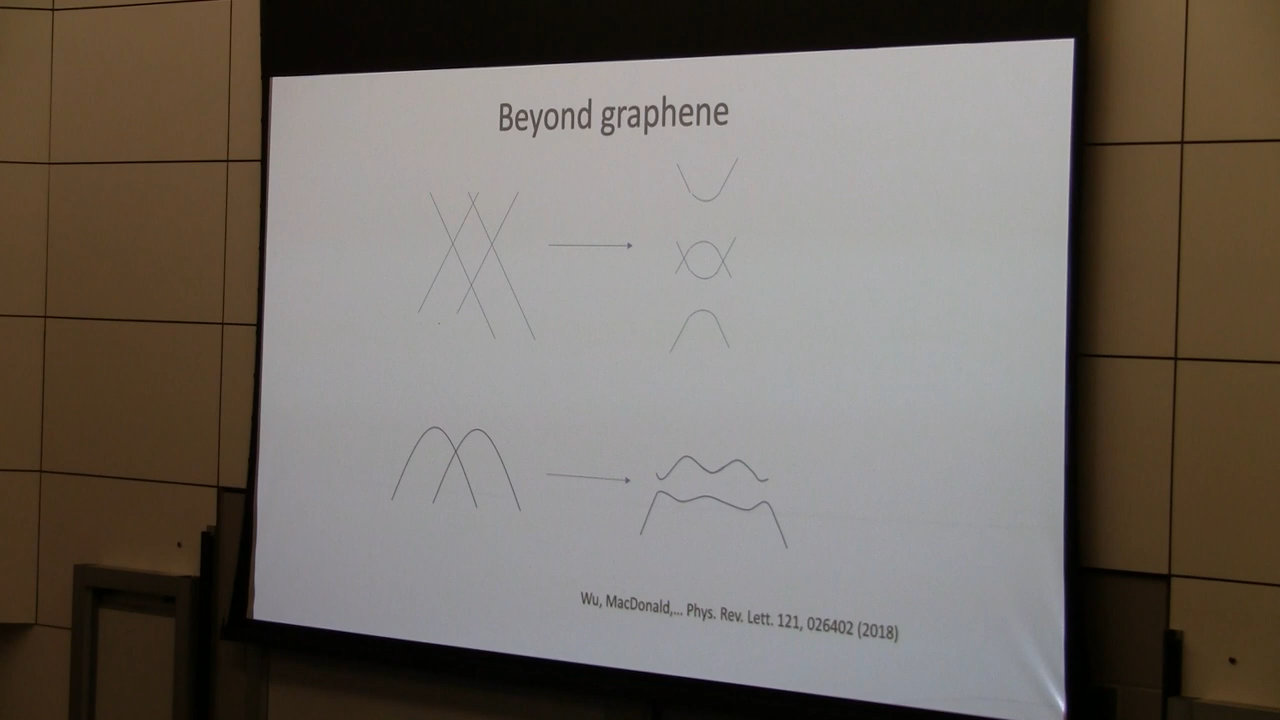 Beyond graphene
Wu, MacDonald,... Phys. Rev. Lett. 121, 026402 (2018)